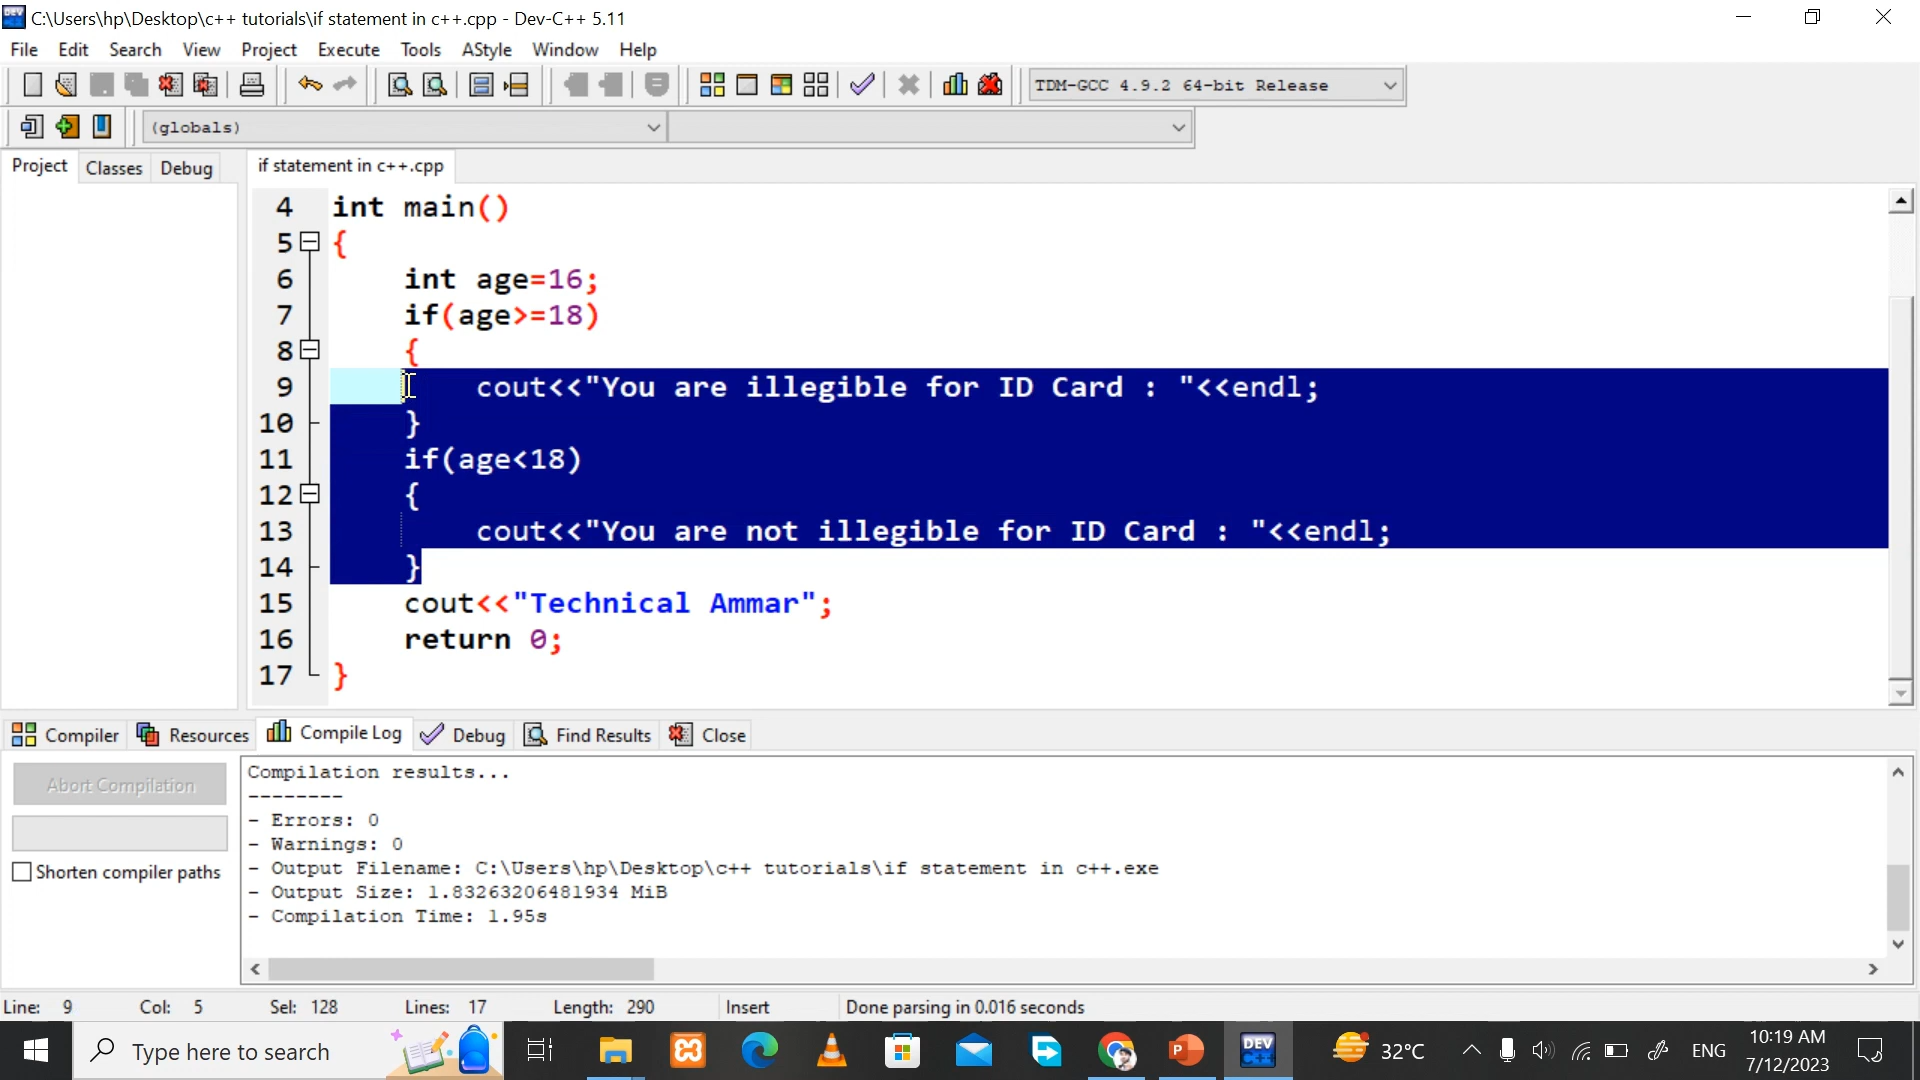 C:\Users\hp\Desktop\c++ tutorials\if statement in c++.cpp - Dev-C++ 5.11
File Edit Search View Project Execute Tools AStyle Window Help
TDM-GCC 4.9.2 64-bit Release
(globals)
Project Classes Debug
if statement in c++.cpp
4 int main()
5 {
6 int age=16;
7 if(age>=18)
8 {
9 cout<<"You are illegible for ID Card : "<<endl;
10 }
11 if(age<18)
12 {
13 cout<<"You are not illegible for ID Card : "<<endl;
14 }
15 cout<<"Technical Ammar";
16 return 0;
17 }
Compiler Resources Compile Log Debug Find Results Close
Abort Compilation
Shorten compiler paths
Compilation results...
--------
- Errors: 0
- Warnings: 0
- Output Filename: C:\Users\hp\Desktop\c++ tutorials\if statement in c++.exe
- Output Size: 1.83263206481934 MiB
- Compilation Time: 1.95s
Line: 9 Col: 5 Sel: 128 Lines: 17 Length: 290 Insert Done parsing in 0.016 seconds
Type here to search
DEV C++
32°C
ENG
10:19 AM
7/12/2023